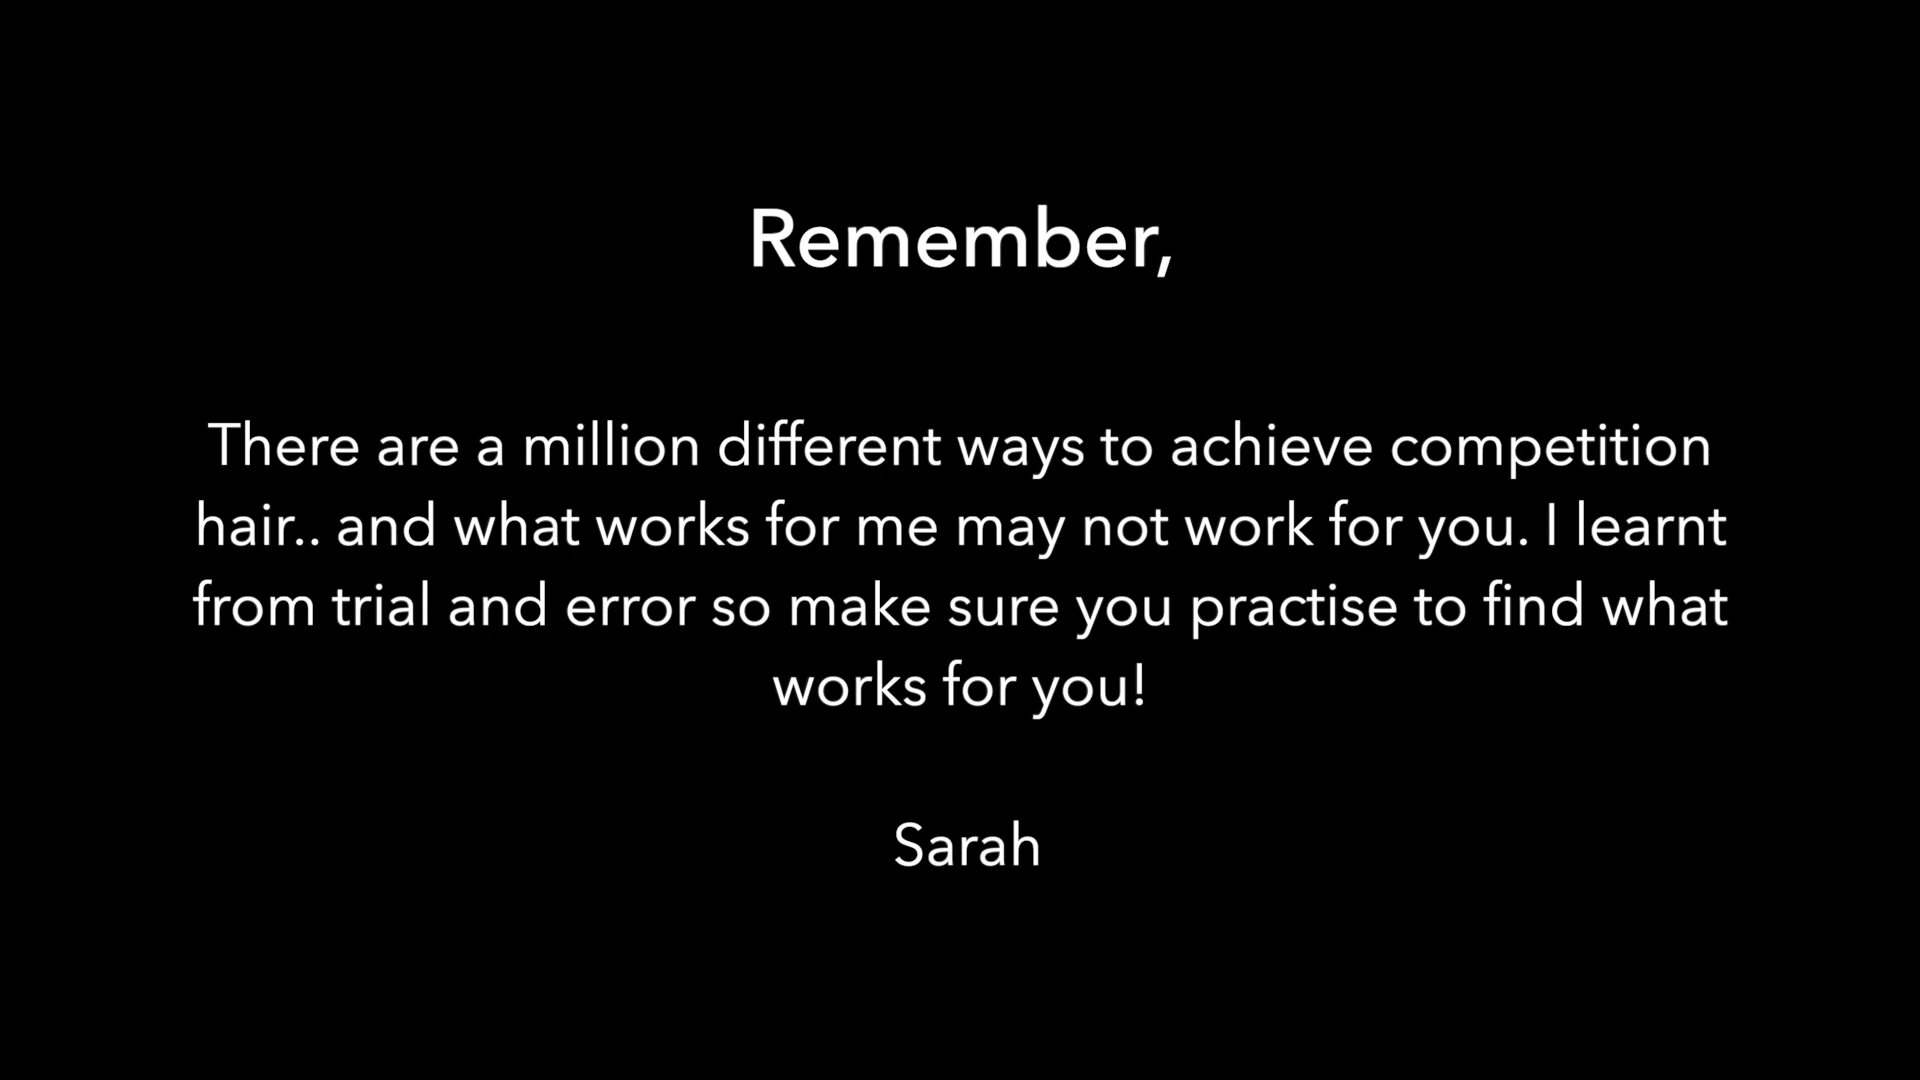 Remember,
There are a million different ways to achieve competition
hair.. and what works for me may not work for you. I learnt
from trial and error so make sure you practise to find what
works for you!
Sarah